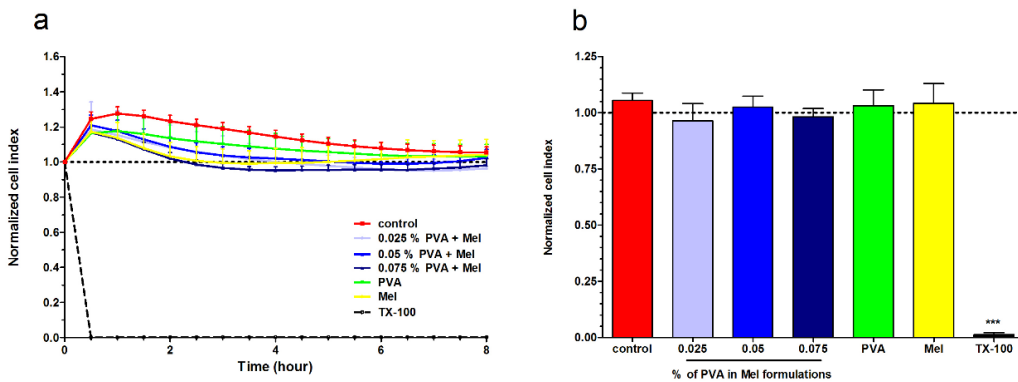 a
1.6
1.4
1.2
1.0
0.8
0.6
0.4
0.2
0.0
Normalized cell index
0
2
4
6
8
Time (hour)
control
0.025 % PVA + Mel
0.05 % PVA + Mel
0.075 % PVA + Mel
PVA
Mel
TX-100
b
1.25
1.00
0.75
0.50
0.25
0.00
Normalized cell index
***
control
0.025
0.05
0.075
PVA
Mel
TX-100
% of PVA in Mel formulations